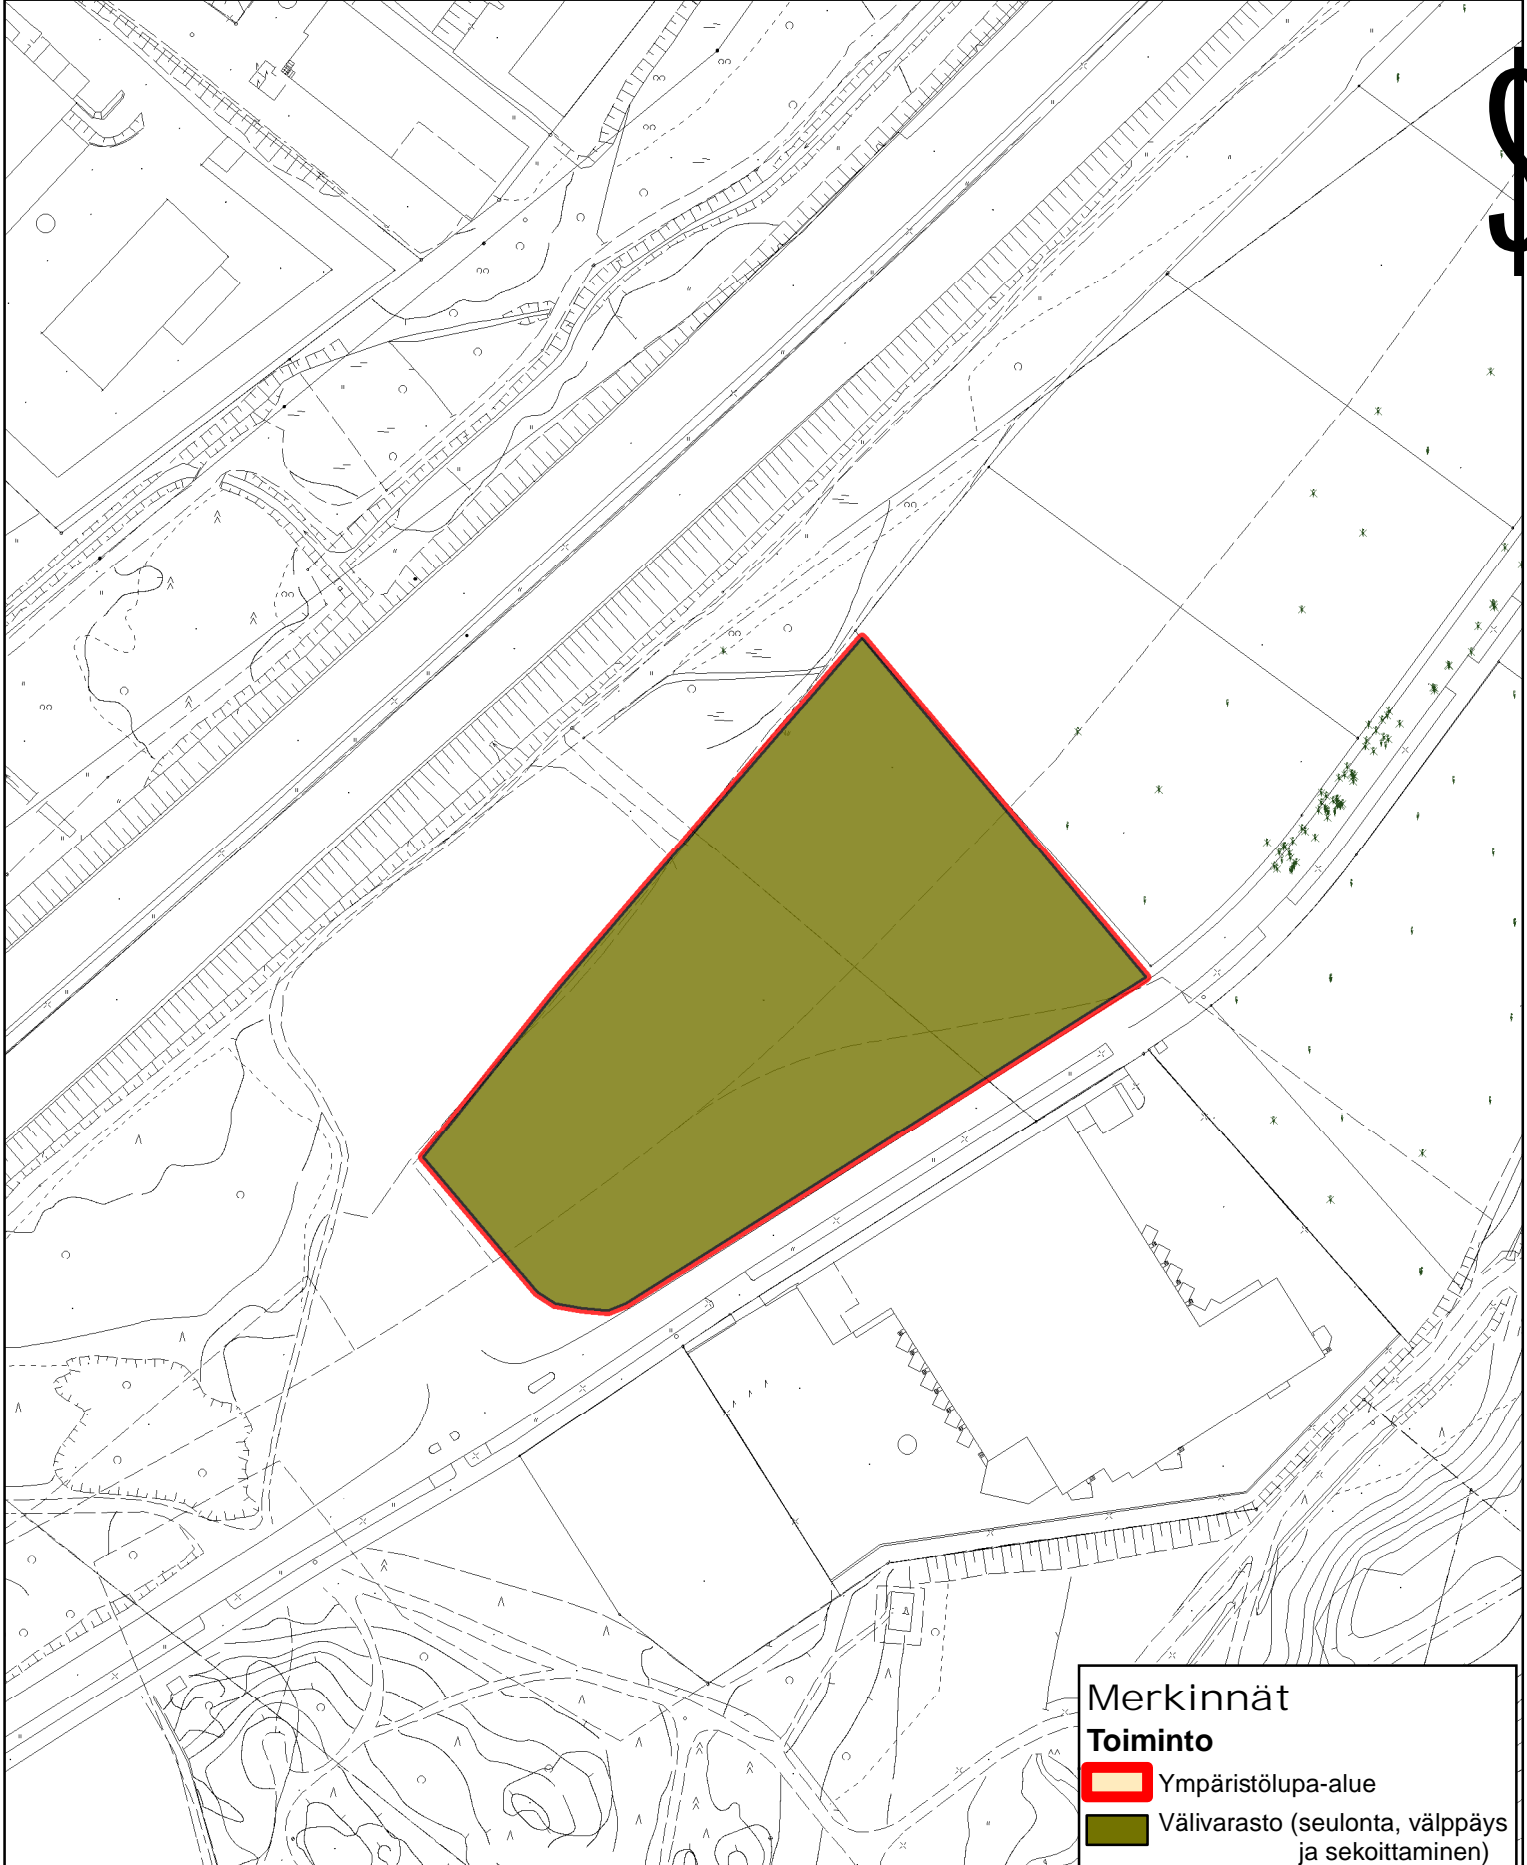 $
Merkinnät
Toiminto
Ympäristölupa-alue
Välivarasto (seulonta, välppäys
ja sekoittaminen)